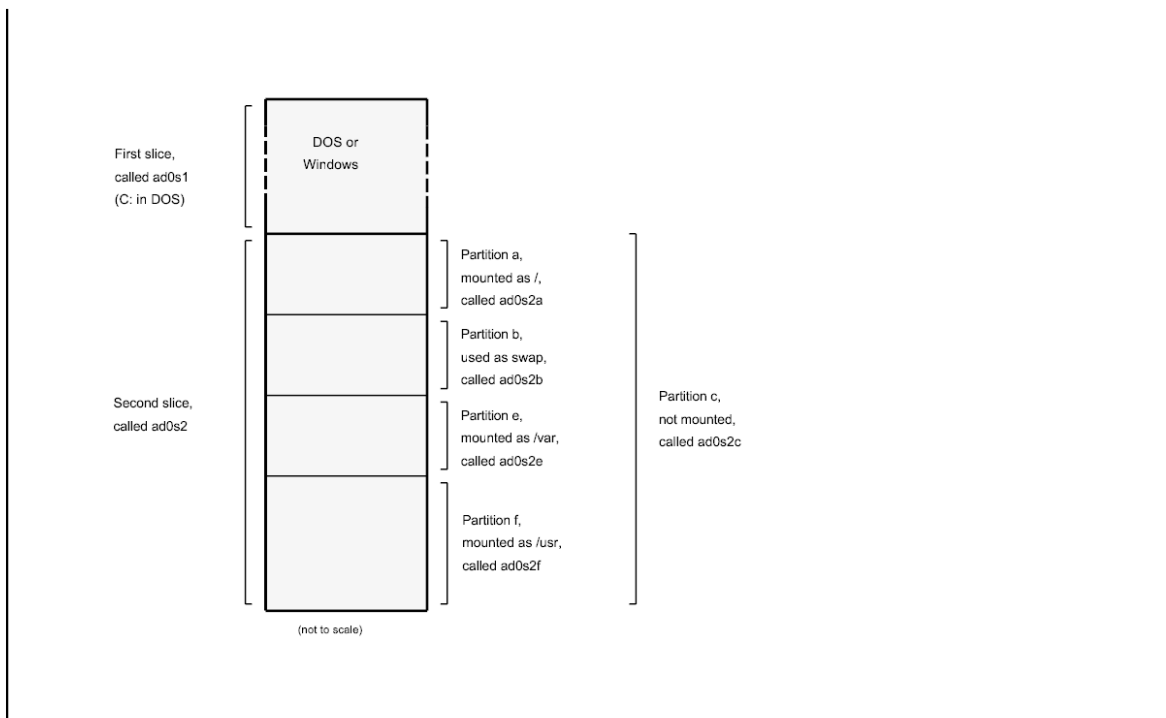 DOS or
Windows
First slice,
called ad0s1
(C: in DOS)
Partition a,
mounted as /,
called ad0s2a
Partition b,
used as swap,
called ad0s2b
Partition c,
not mounted,
called ad0s2c
Second slice,
called ad0s2
Partition e,
mounted as /var,
called ad0s2e
Partition f,
mounted as /usr,
called ad0s2f
(not to scale)